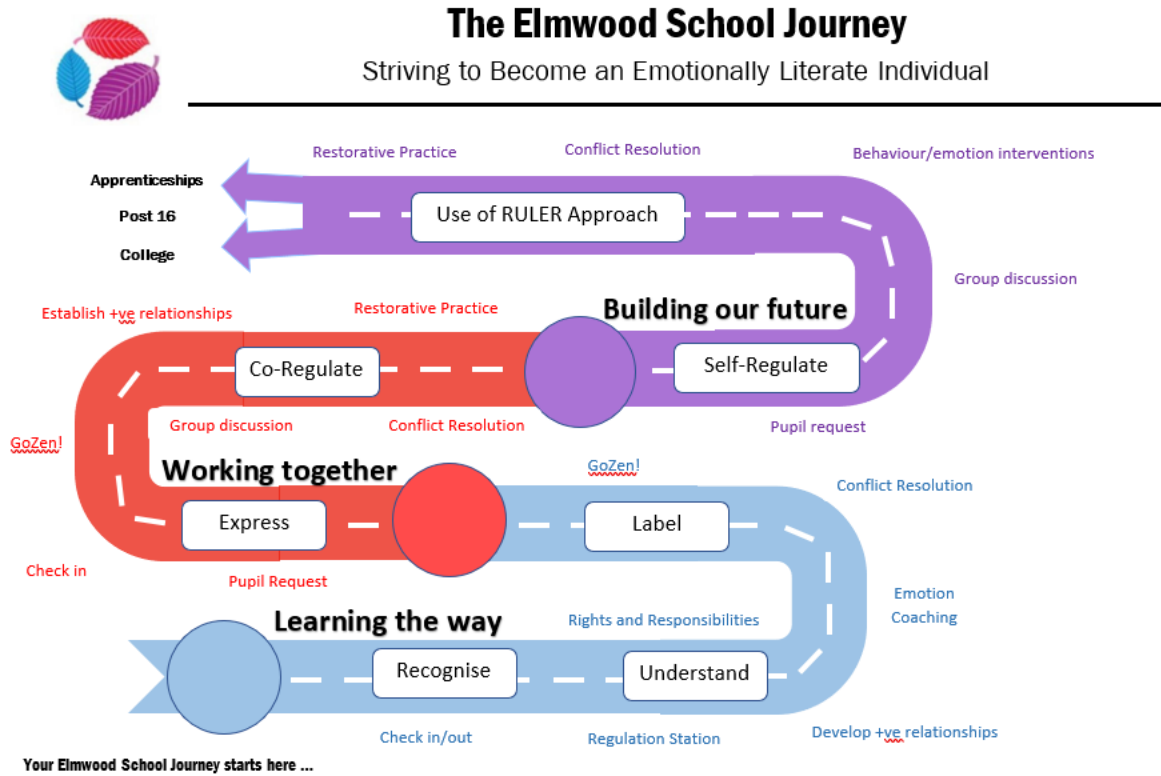 The Elmwood School Journey
Striving to Become an Emotionally Literate Individual
Restorative Practice
Conflict Resolution
Behaviour/emotion interventions
Apprenticeships
Post 16
College
Use of RULER Approach
Group discussion
Establish +ve relationships
Restorative Practice
Building our future
Co-Regulate
Self-Regulate
Group discussion
Conflict Resolution
Pupil request
GoZen!
Working together
GoZen!
Conflict Resolution
Express
Label
Check in
Pupil Request
Emotion
Coaching
Learning the way
Rights and Responsibilities
Recognise
Understand
Check in/out
Regulation Station
Develop +ve relationships
Your Elmwood School Journey starts here ...